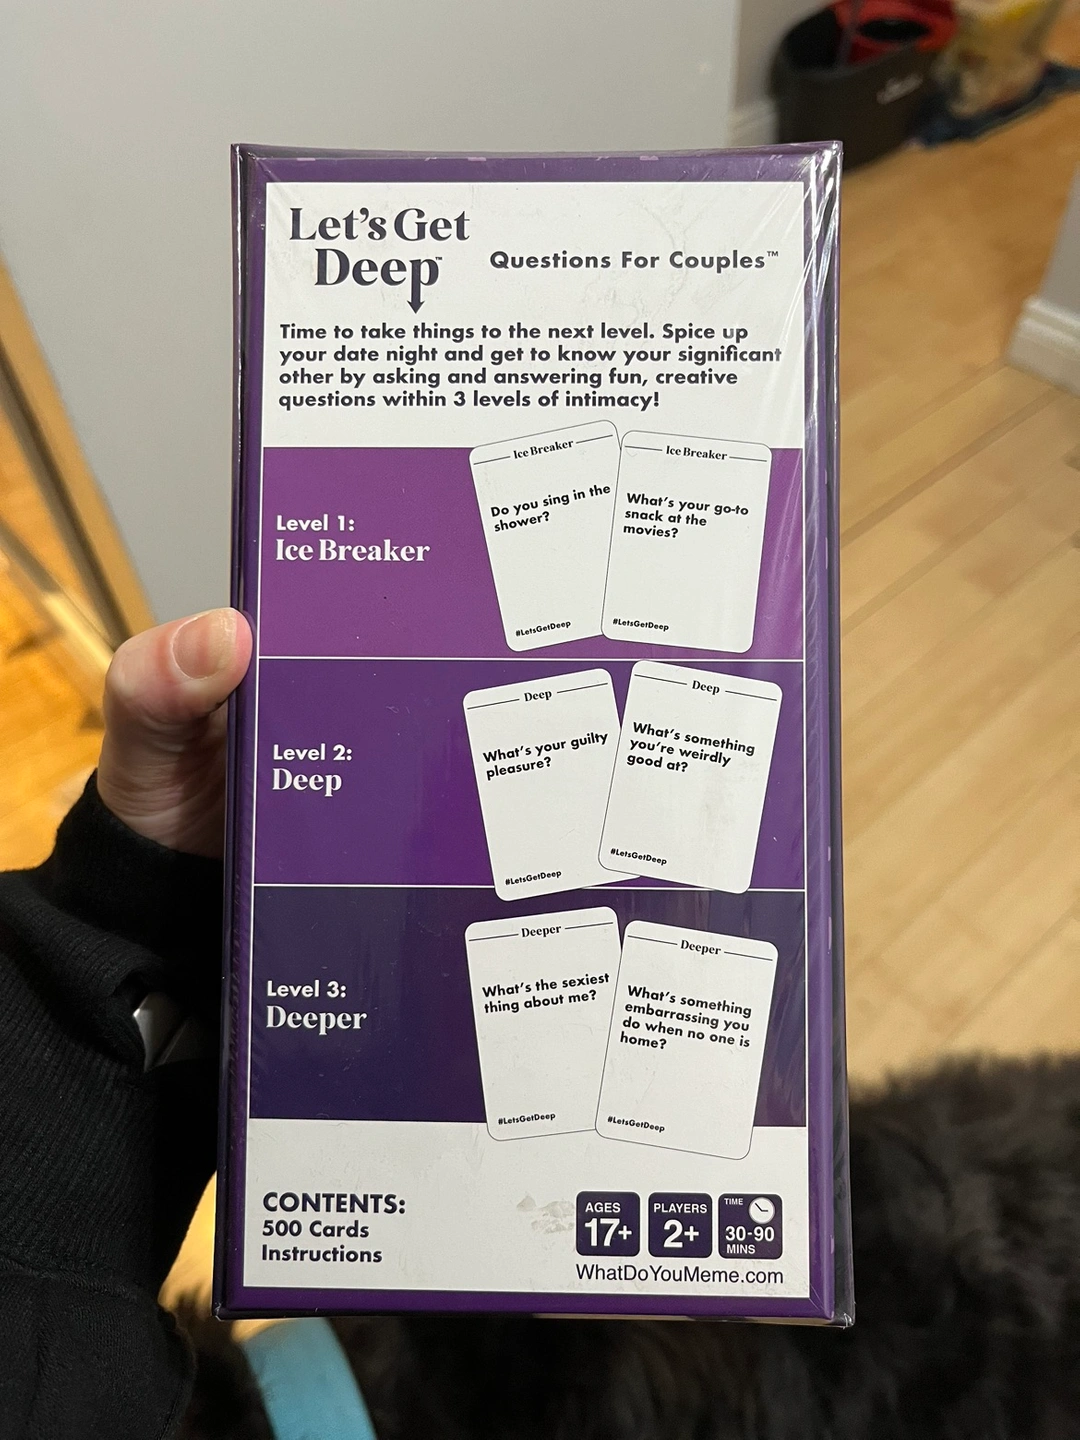 Let's Get
Deep™
Questions For Couples™
Time to take things to the next level. Spice up
your date night and get to know your significant
other by asking and answering fun, creative
questions within 3 levels of intimacy!
Level 1:
Ice Breaker
Ice Breaker
Do you sing in the
shower?
#LetsGetDeep
Ice Breaker
What's your go-to
snack at the
movies?
#LetsGetDeep
Level 2:
Deep
Deep
What's your guilty
pleasure?
#LetsGetDeep
Deep
What's something
you're weirdly
good at?
#LetsGetDeep
Level 3:
Deeper
Deeper
What's the sexiest
thing about me?
#LetsGetDeep
Deeper
What's something
embarrassing you
do when no one is
home?
#LetsGetDeep
CONTENTS:
500 Cards
Instructions
AGES
17+
PLAYERS
2+
TIME
30-90
MINS
WhatDoYouMeme.com